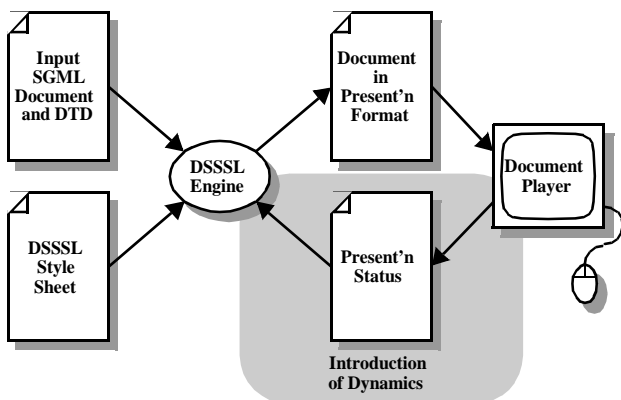 Input
SGML
Document
and DTD
DSSSL
Style
Sheet
DSSSL
Engine
Document
in
Present'n
Format
Present'n
Status
Introduction
of Dynamics
Document
Player